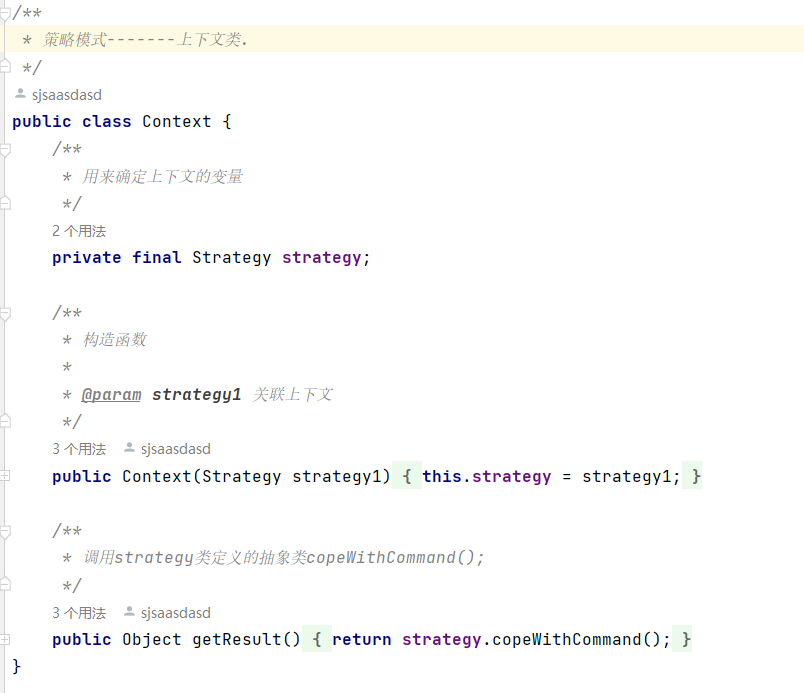 /**
 * 策略模式-------上下文类.
 */
sjsaasdasd
public class Context {
    /**
     * 用来确定上下文的变量
     */
    2 个用法
    private final Strategy strategy;

    /**
     * 构造函数
     *
     * @param strategy1 关联上下文
     */
    3 个用法 sjsaasdasd
    public Context(Strategy strategy1) { this.strategy = strategy1; }

    /**
     * 调用strategy类定义的抽象类copeWithCommand();
     */
    3 个用法 sjsaasdasd
    public Object getResult() { return strategy.copeWithCommand(); }
}